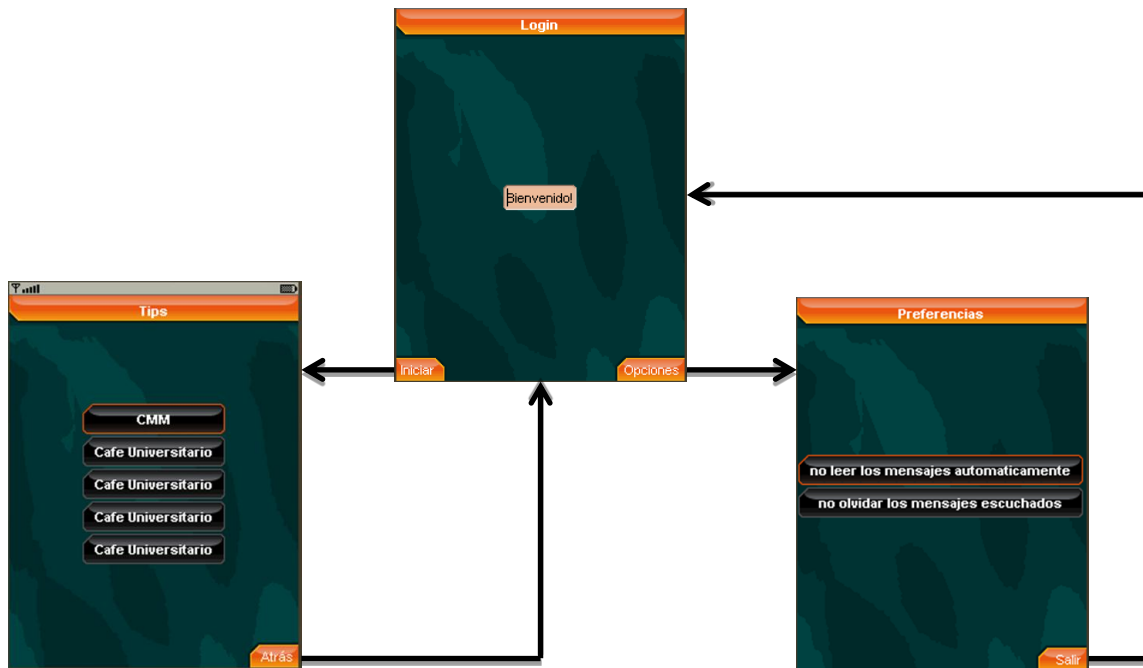 Login
Bienvenido!
Iniciar
Opciones
Tips
CMM
Cafe Universitario
Cafe Universitario
Cafe Universitario
Cafe Universitario
Atrás
Preferencias
no leer los mensajes automaticamente
no olvidar los mensajes escuchados
Salir